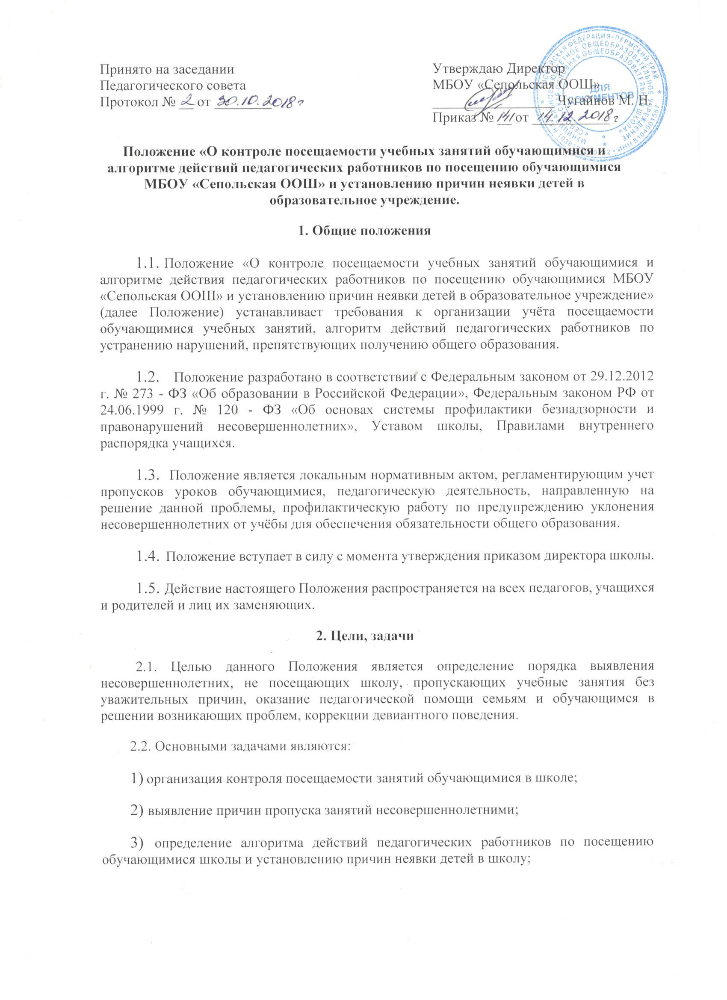 Принято на заседании
Педагогического совета
Протокол № 2 от 30.10.2018г
Утверждаю Директор
МБОУ «Сепольская ООШ»
Чугайнов М. Н.
Приказ № 141 от 14.12.2018г
РОССИЙСКАЯ ФЕДЕРАЦИЯ • ПЕРМСКИЙ КРАЙ
ИНН 8104001557
ДЛЯ
ДОКУМЕНТОВ
Положение «О контроле посещаемости учебных занятий обучающимися и
алгоритме действий педагогических работников по посещению обучающимися
МБОУ «Сепольская ООШ» и установлению причин неявки детей в
образовательное учреждение.
1. Общие положения
1.1. Положение «О контроле посещаемости учебных занятий обучающимися и
алгоритме действия педагогических работников по посещению обучающимися МБОУ
«Сепольская ООШ» и установлению причин неявки детей в образовательное учреждение»
(далее Положение) устанавливает требования к организации учёта посещаемости
обучающимися учебных занятий, алгоритм действий педагогических работников по
устранению нарушений, препятствующих получению общего образования.
1.2. Положение разработано в соответствии с Федеральным законом от 29.12.2012
г. № 273 - ФЗ «Об образовании в Российской Федерации», Федеральным законом РФ от
24.06.1999 г. № 120 - ФЗ «Об основах системы профилактики безнадзорности и
правонарушений несовершеннолетних», Уставом школы, Правилами внутреннего
распорядка учащихся.
1.3. Положение является локальным нормативным актом, регламентирующим учет
пропусков уроков обучающимися, педагогическую деятельность, направленную на
решение данной проблемы, профилактическую работу по предупреждению уклонения
несовершеннолетних от учёбы для обеспечения обязательности общего образования.
1.4. Положение вступает в силу с момента утверждения приказом директора школы.
1.5. Действие настоящего Положения распространяется на всех педагогов, учащихся
и родителей и лиц их заменяющих.
2. Цели, задачи
2.1. Целью данного Положения является определение порядка выявления
несовершеннолетних, не посещающих школу, пропускающих учебные занятия без
уважительных причин, оказание педагогической помощи семьям и обучающимся в
решении возникающих проблем, коррекции девиантного поведения.
2.2. Основными задачами являются:
1) организация контроля посещаемости занятий обучающимися в школе;
2) выявление причин пропуска занятий несовершеннолетними;
3) определение алгоритма действий педагогических работников по посещению
обучающимися школы и установлению причин неявки детей в школу;